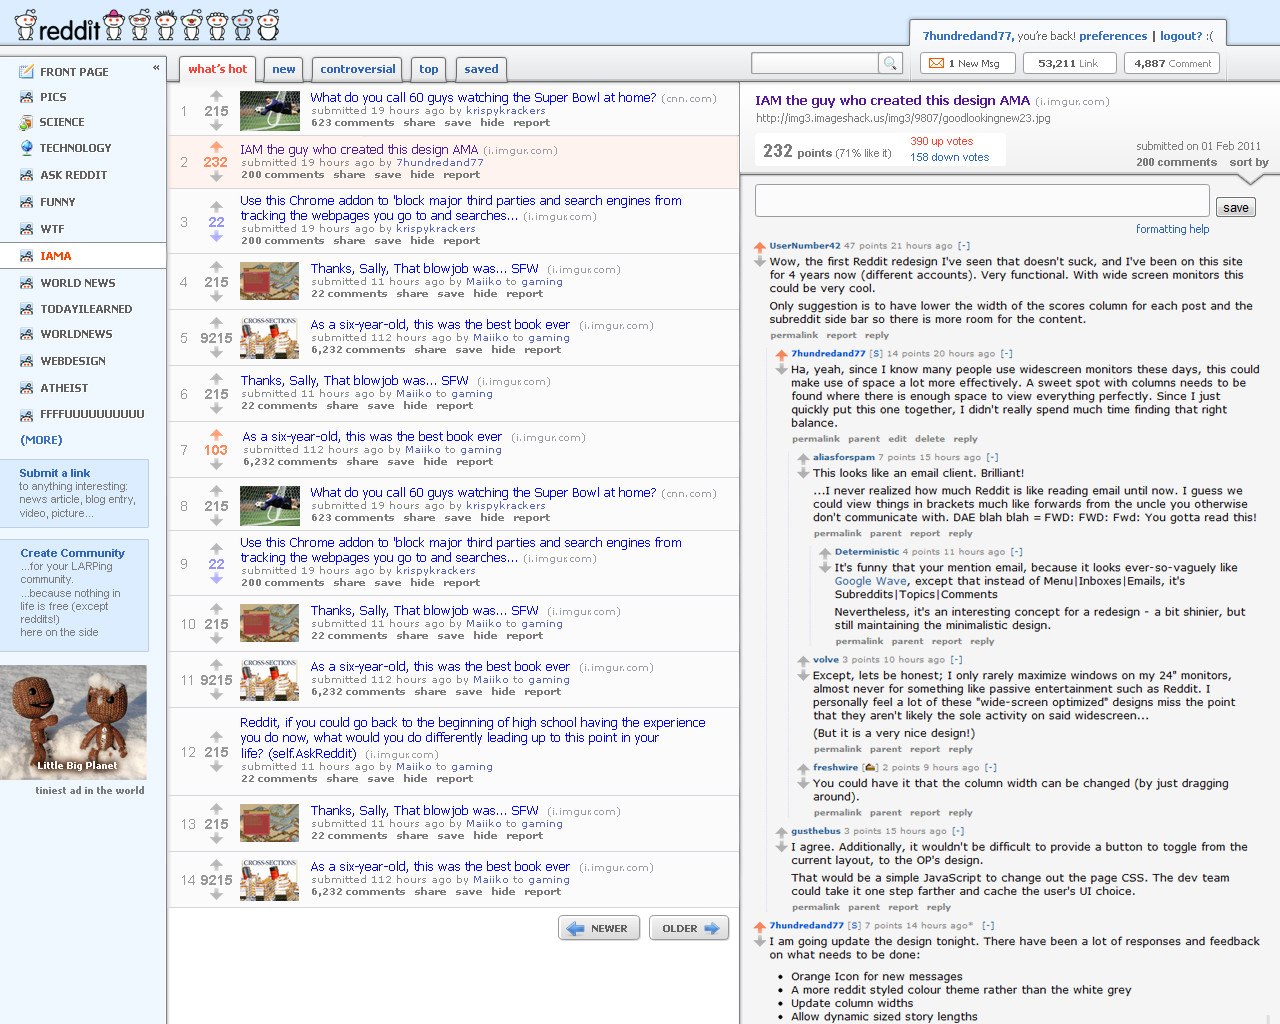 reddit
7hundredand77, you're back! preferences | logout? :(
1 New Msg
53,211 Link
4,887 Comment
«
FRONT PAGE
PICS
SCIENCE
TECHNOLOGY
ASK REDDIT
FUNNY
WTF
IAMA
WORLD NEWS
TODAYILEARNED
WORLDNEWS
WEBDESIGN
ATHEIST
FFFFUUUUUUUUUU
(MORE)
Submit a link
to anything interesting:
news article, blog entry,
video, picture...
Create Community
...for your LARPing
community.
...because nothing in
life is free (except
reddits!)
here on the side
Little Big Planet
tiniest ad in the world
what's hot
new
controversial
top
saved
1 215 What do you call 60 guys watching the Super Bowl at home? (cnn.com)
submitted 19 hours ago by krispykrackers
623 comments share save hide report
2 232 IAM the guy who created this design AMA (i.imgur.com)
submitted 19 hours ago by 7hundredand77
200 comments share save hide report
3 22 Use this Chrome addon to 'block major third parties and search engines from
tracking the webpages you go to and searches... (i.imgur.com)
submitted 19 hours ago by krispykrackers
200 comments share save hide report
4 215 Thanks, Sally, That blowjob was... SFW (i.imgur.com)
submitted 11 hours ago by Maiiko to gaming
22 comments share save hide report
5 9215 CROSS-SECTIONS As a six-year-old, this was the best book ever (i.imgur.com)
submitted 112 hours ago by Maiiko to gaming
6,232 comments share save hide report
6 215 Thanks, Sally, That blowjob was... SFW (i.imgur.com)
submitted 11 hours ago by Maiiko to gaming
22 comments share save hide report
7 103 As a six-year-old, this was the best book ever (i.imgur.com)
submitted 112 hours ago by Maiiko to gaming
6,232 comments share save hide report
8 215 What do you call 60 guys watching the Super Bowl at home? (cnn.com)
submitted 19 hours ago by krispykrackers
623 comments share save hide report
9 22 Use this Chrome addon to 'block major third parties and search engines from
tracking the webpages you go to and searches... (i.imgur.com)
submitted 19 hours ago by krispykrackers
200 comments share save hide report
10 215 Thanks, Sally, That blowjob was... SFW (i.imgur.com)
submitted 11 hours ago by Maiiko to gaming
22 comments share save hide report
11 9215 CROSS-SECTIONS As a six-year-old, this was the best book ever (i.imgur.com)
submitted 112 hours ago by Maiiko to gaming
6,232 comments share save hide report
12 215 Reddit, if you could go back to the beginning of high school having the experience
you do now, what would you do differently leading up to this point in your
life? (self.AskReddit) (i.imgur.com)
submitted 11 hours ago by Maiiko to gaming
22 comments share save hide report
13 215 Thanks, Sally, That blowjob was... SFW (i.imgur.com)
submitted 11 hours ago by Maiiko to gaming
22 comments share save hide report
14 9215 CROSS-SECTIONS As a six-year-old, this was the best book ever (i.imgur.com)
submitted 112 hours ago by Maiiko to gaming
6,232 comments share save hide report
NEWER
OLDER
IAM the guy who created this design AMA (i.imgur.com)
http://img3.imageshack.us/img3/9807/goodlookingnew23.jpg
232 points (71% like it)
390 up votes
158 down votes
submitted on 01 Feb 2011
200 comments sort by
save
formatting help
UserNumber42 47 points 21 hours ago [-]
Wow, the first Reddit redesign I've seen that doesn't suck, and I've been on this site
for 4 years now (different accounts). Very functional. With wide screen monitors this
could be very cool.
Only suggestion is to have lower the width of the scores column for each post and the
subreddit side bar so there is more room for the content.
permalink report reply
7hundredand77 [S] 14 points 20 hours ago [-]
Ha, yeah, since I know many people use widescreen monitors these days, this could
make use of space a lot more effectively. A sweet spot with columns needs to be
found where there is enough space to view everything perfectly. Since I just
quickly put this one together, I didn't really spend much time finding that right
balance.
permalink parent edit delete reply
aliasforspam 7 points 15 hours ago [-]
This looks like an email client. Brilliant!
...I never realized how much Reddit is like reading email until now. I guess we
could view things in brackets much like forwards from the uncle you otherwise
don't communicate with. DAE blah blah = FWD: FWD: Fwd: You gotta read this!
permalink parent report reply
Deterministic 4 points 11 hours ago [-]
It's funny that your mention email, because it looks ever-so-vaguely like
Google Wave, except that instead of Menu|Inboxes|Emails, it's
Subreddits|Topics|Comments
Nevertheless, it's an interesting concept for a redesign - a bit shinier, but
still maintaining the minimalistic design.
permalink parent report reply
volve 3 points 10 hours ago [-]
Except, lets be honest; I only rarely maximize windows on my 24" monitors,
almost never for something like passive entertainment such as Reddit. I
personally feel a lot of these "wide-screen optimized" designs miss the point
that they aren't likely the sole activity on said widescreen...
(But it is a very nice design!)
permalink parent report reply
freshwire [ ] 2 points 9 hours ago [-]
You could have it that the column width can be changed (by just dragging
around).
permalink parent report reply
gusthebus 3 points 15 hours ago [-]
I agree. Additionally, it wouldn't be difficult to provide a button to toggle from the
current layout, to the OP's design.
That would be a simple JavaScript to change out the page CSS. The dev team
could take it one step farther and cache the user's UI choice.
permalink parent report reply
7hundredand77 [S] 7 points 14 hours ago* [-]
I am going update the design tonight. There have been a lot of responses and feedback
on what needs to be done:
• Orange Icon for new messages
• A more reddit styled colour theme rather than the white grey
• Update column widths
• Allow dynamic sized story lengths